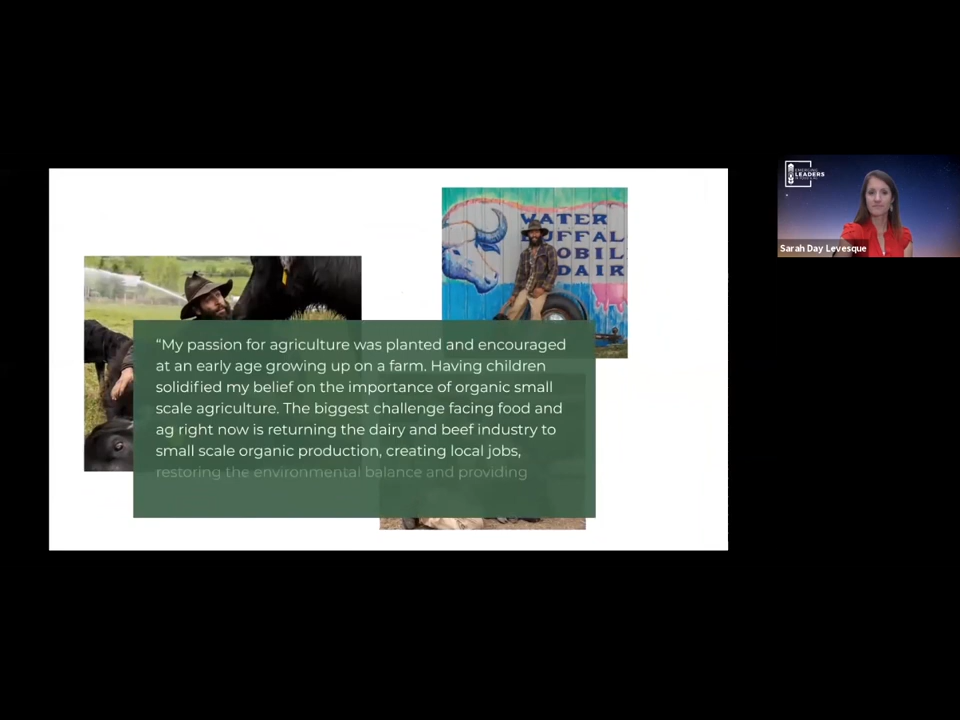 WATER
BUFFAL
OBIL
DAIR
LEADERS
Sarah Day Levesque
“My passion for agriculture was planted and encouraged
at an early age growing up on a farm. Having children
solidified my belief on the importance of organic small
scale agriculture. The biggest challenge facing food and
ag right now is returning the dairy and beef industry to
small scale organic production, creating local jobs,
restoring the environmental balance and providing